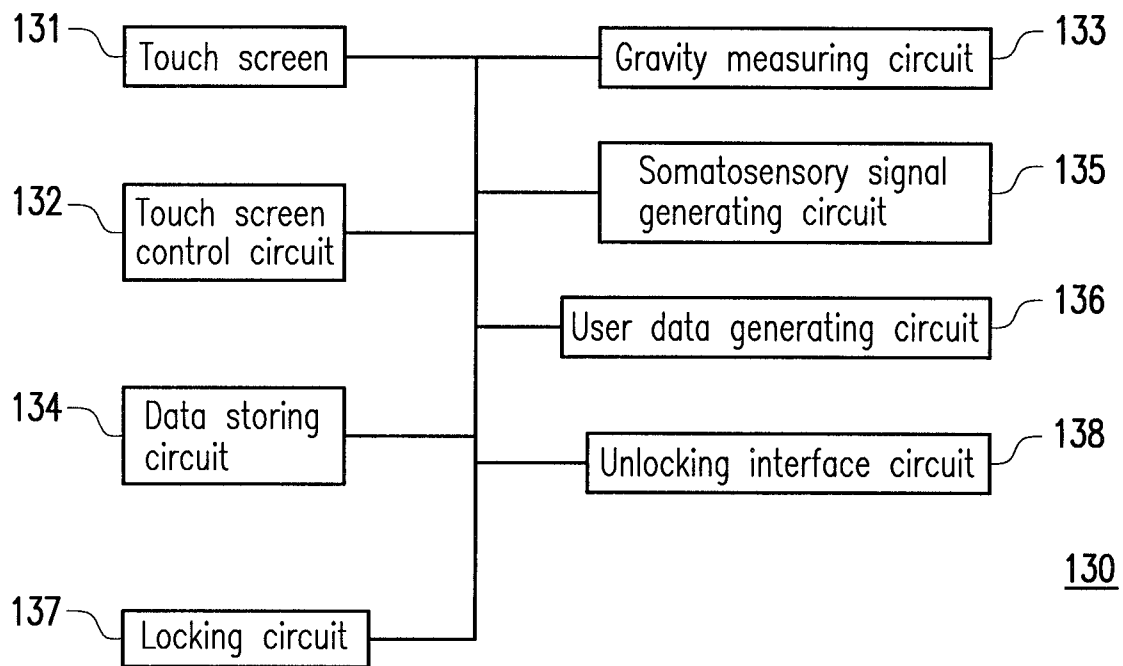 131
Touch screen
Gravity measuring circuit
133
Somatosensory signal
generating circuit
135
132
Touch screen
control circuit
User data generating circuit
136
134
Data storing
circuit
Unlocking interface circuit
138
130
137
Locking circuit